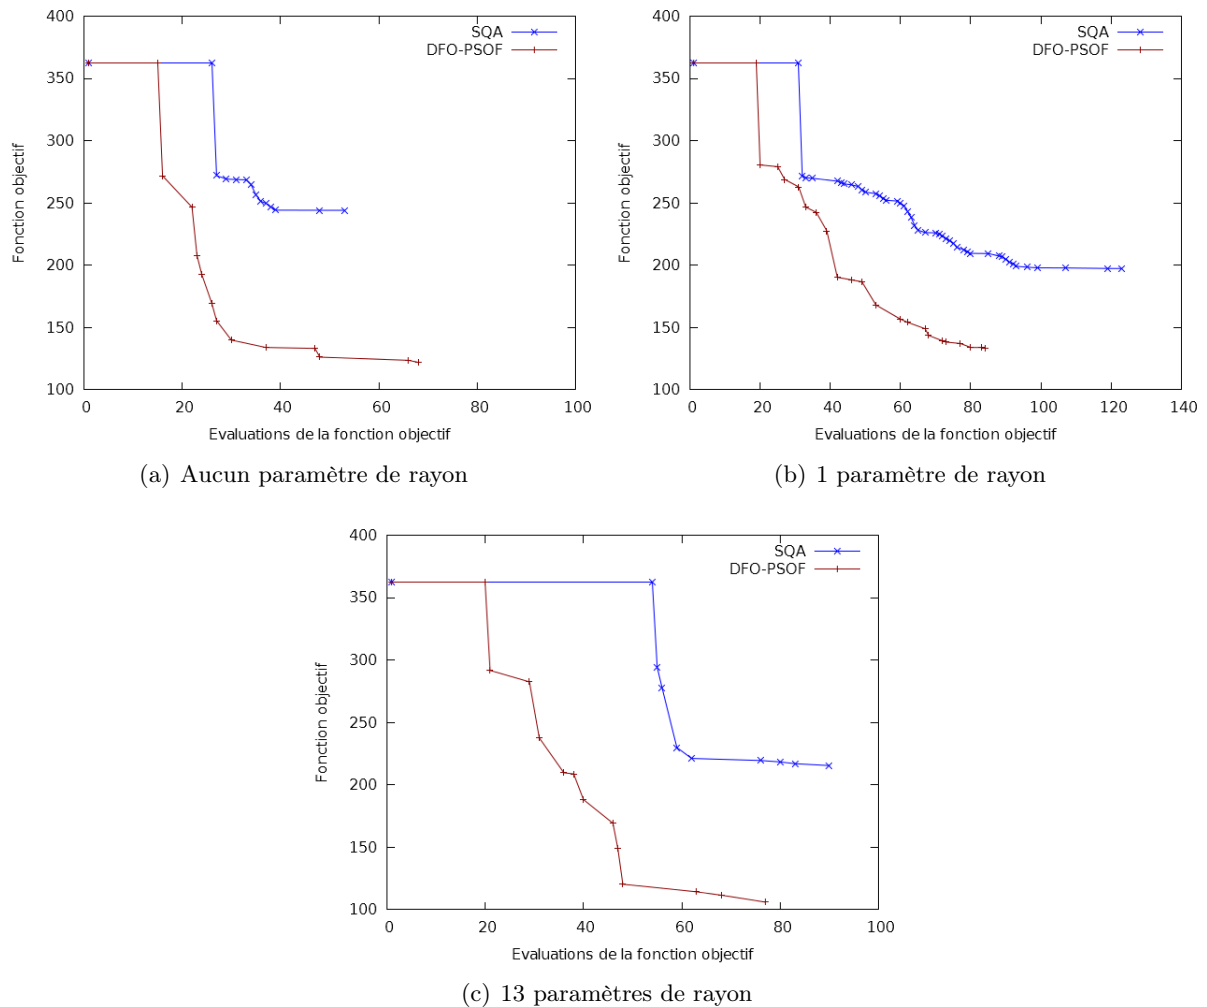 400
350
300
250
200
150
100
0 20 40 60 80 100
Fonction objectif
Evaluations de la fonction objectif
SQA
DFO-PSOF
(a) Aucun paramètre de rayon
400
350
300
250
200
150
100
0 20 40 60 80 100 120 140
Fonction objectif
Evaluations de la fonction objectif
SQA
DFO-PSOF
(b) 1 paramètre de rayon
400
350
300
250
200
150
100
0 20 40 60 80 100
Fonction objectif
Evaluations de la fonction objectif
SQA
DFO-PSOF
(c) 13 paramètres de rayon